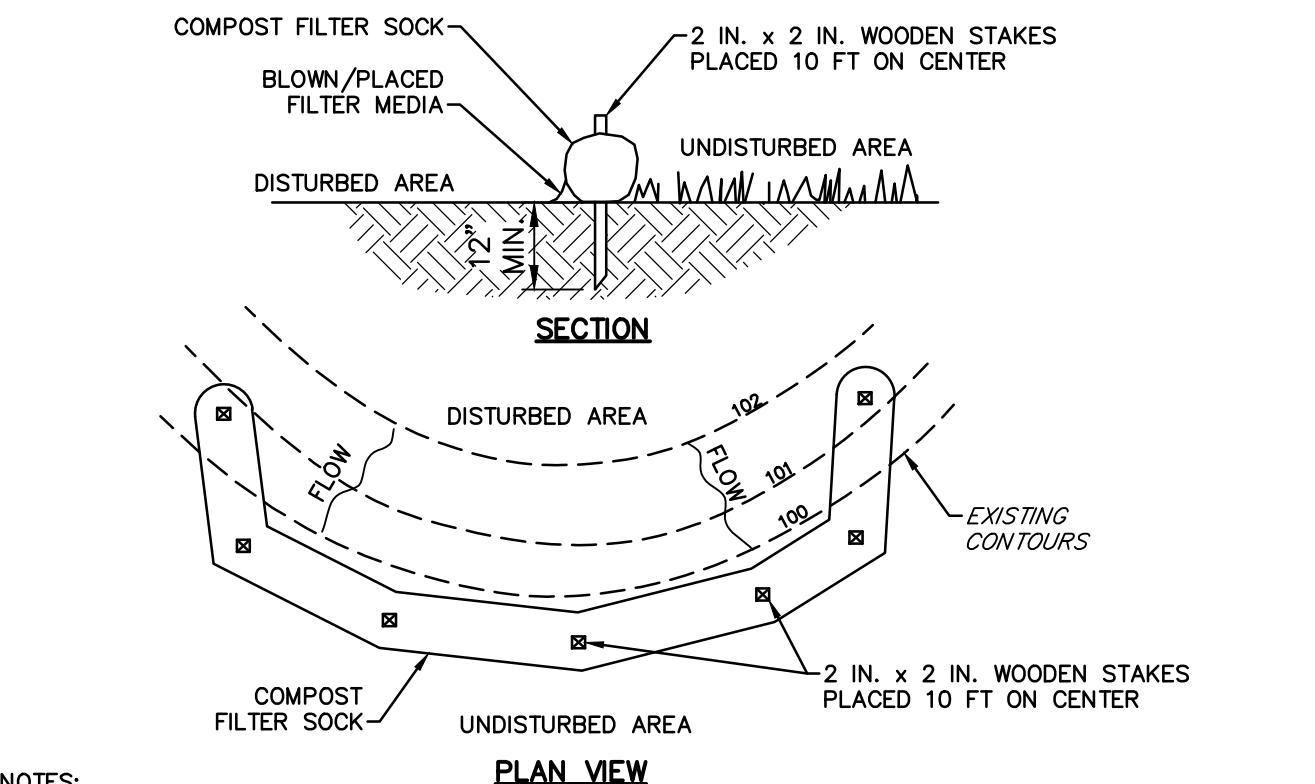 COMPOST FILTER SOCK
2 IN. x 2 IN. WOODEN STAKES
PLACED 10 FT ON CENTER
BLOWN/PLACED
FILTER MEDIA
UNDISTURBED AREA
DISTURBED AREA
12"
MIN.
SECTION
102
DISTURBED AREA
FLOW
FLOW
101
100
EXISTING
CONTOURS
2 IN. x 2 IN. WOODEN STAKES
PLACED 10 FT ON CENTER
COMPOST
FILTER SOCK
UNDISTURBED AREA
PLAN VIEW
NOTES: